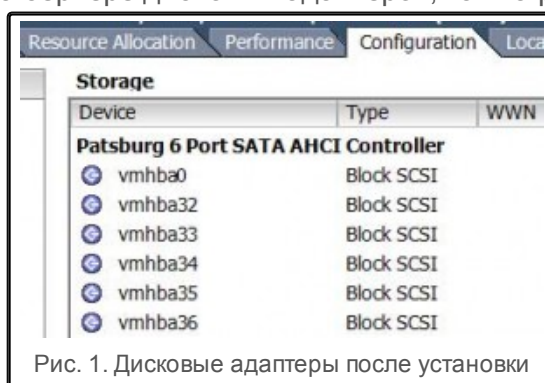 Resource Allocation Performance Configuration Loca
Storage
Device Type WWN
Patsburg 6 Port SATA AHCI Controller
vmhba0 Block SCSI
vmhba32 Block SCSI
vmhba33 Block SCSI
vmhba34 Block SCSI
vmhba35 Block SCSI
vmhba36 Block SCSI
Рис. 1. Дисковые адаптеры после установки